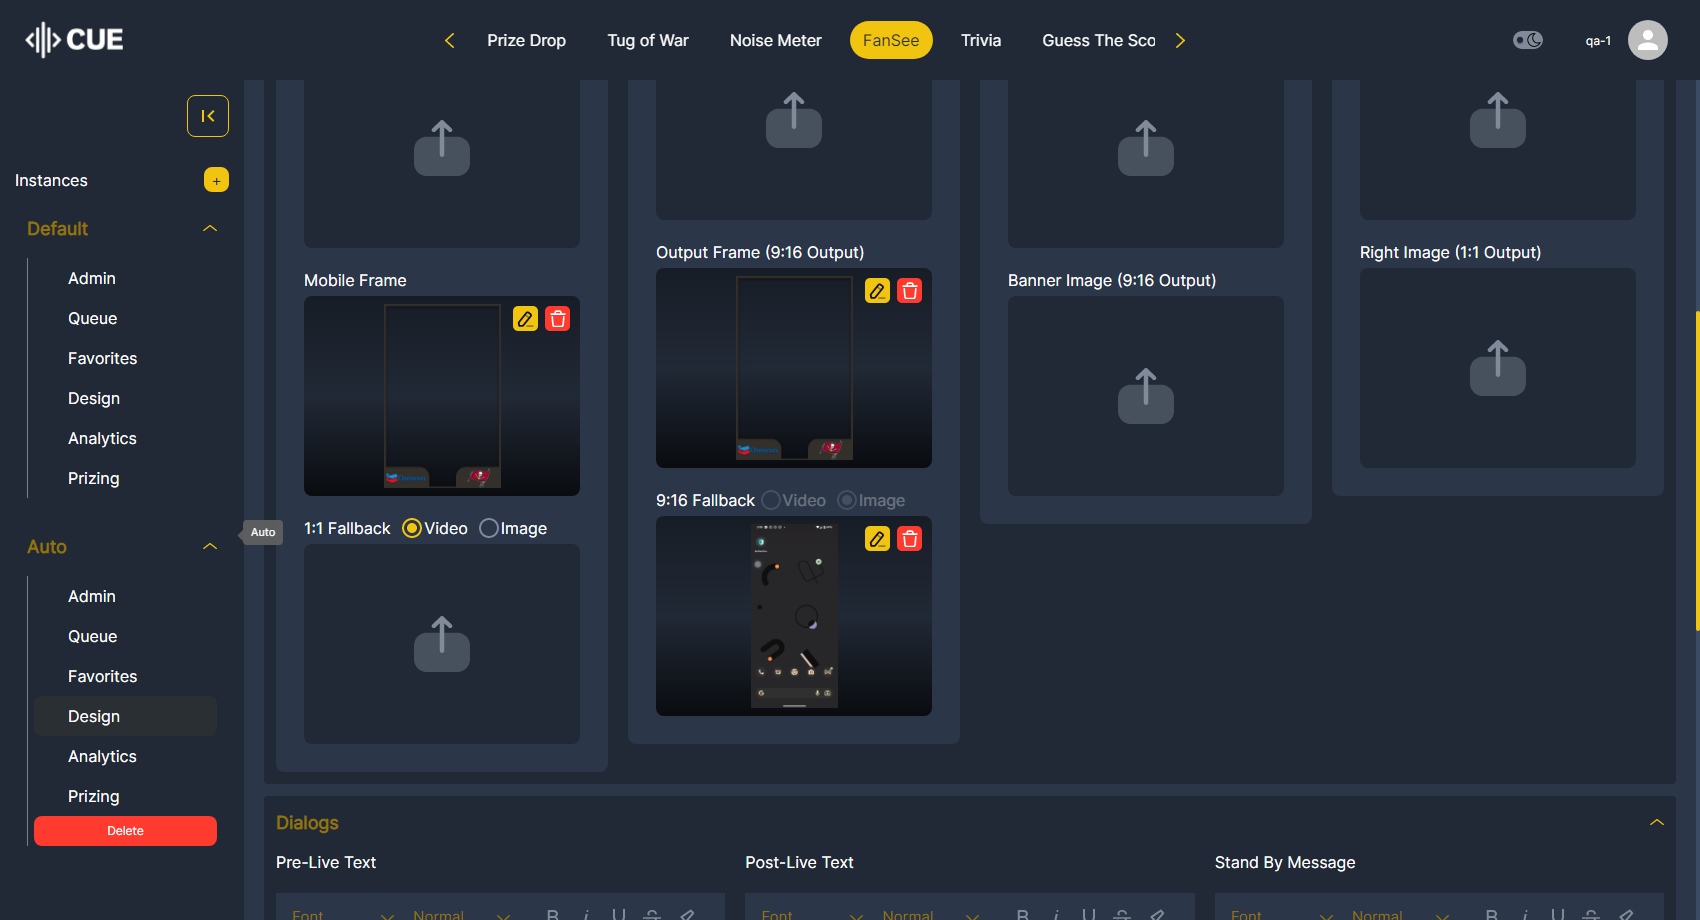 CUE
Prize Drop
Tug of War
Noise Meter
FanSee
Trivia
Guess The Sco
qa-1
Instances
+
Default
Admin
Queue
Favorites
Design
Analytics
Prizing
Auto
Auto
Admin
Queue
Favorites
Design
Analytics
Prizing
Delete
Mobile Frame
1:1 Fallback Video Image
Output Frame (9:16 Output)
9:16 Fallback Video Image
Banner Image (9:16 Output)
Right Image (1:1 Output)
Dialogs
Pre-Live Text
Post-Live Text
Stand By Message
Font Normal B i U S
Font Normal B i U S
Font Normal B i U S